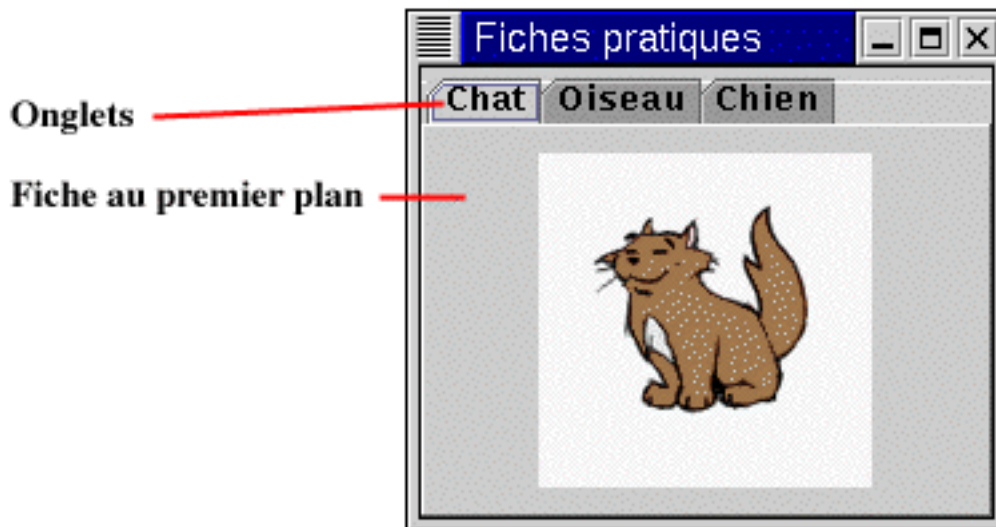 Fiches pratiques
Chat Oiseau Chien
Onglets
Fiche au premier plan